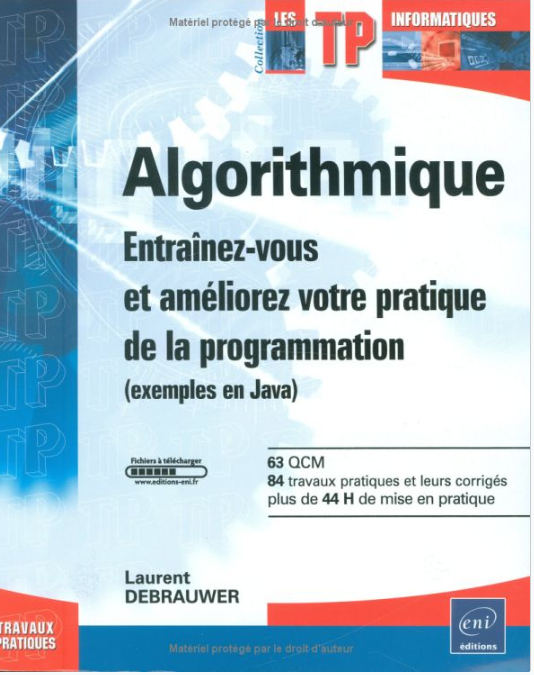 Matériel protégé par le droit d'auteur
Collection
LES
TP
INFORMATIQUES
Algorithmique
Entraînez-vous
et améliorez votre pratique
de la programmation
(exemples en Java)
Fichiers à télécharger
www.editions-eni.fr
63 QCM
84 travaux pratiques et leurs corrigés
plus de 44 H de mise en pratique
Laurent
DEBRAUWER
TRAVAUX
PRATIQUES
Matériel protégé par le droit d'auteur
eni
éditions